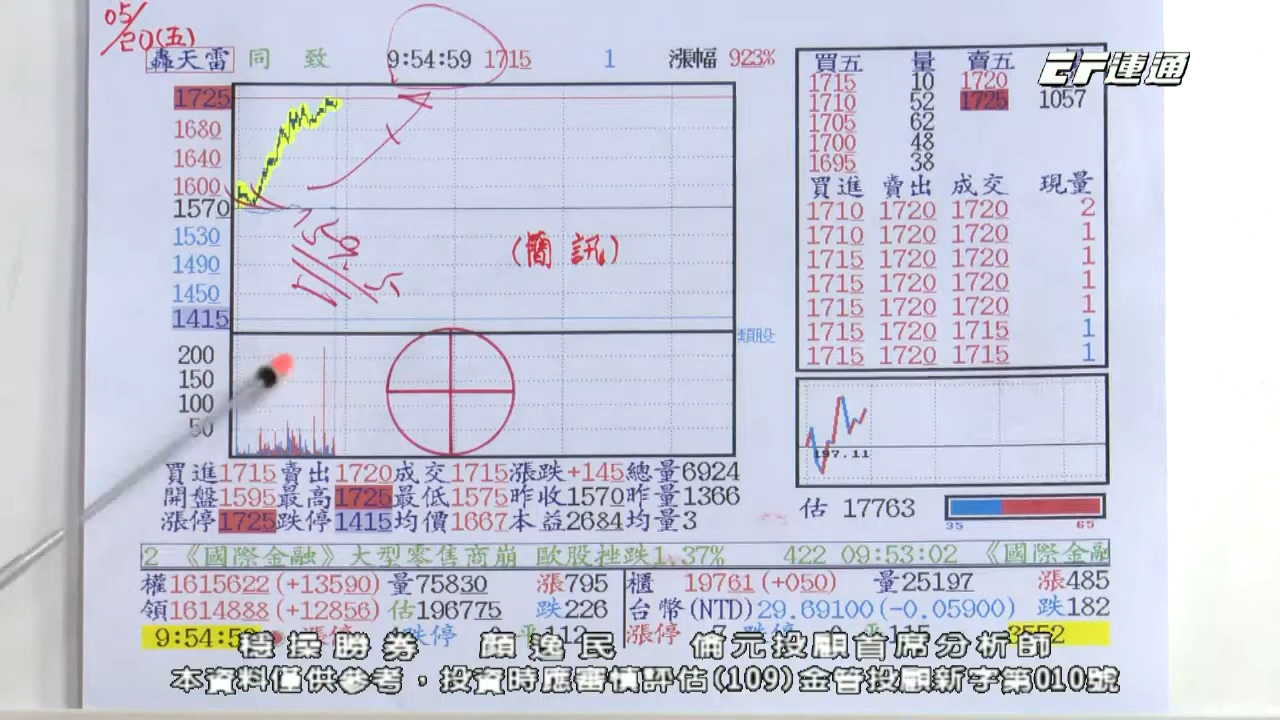 05/20(五)
轟天雷 同 致 9:54:59 1715 1 漲幅 923%
EF運通
1725
1680
1640
1600
1570
1530
1490
1450
1415
(簡訊)
類股
200
150
100
50
買五 量 賣五
1715 10 1720
1710 52 1725 1057
1705 62
1700 48
1695 38
買進 賣出 成交 現量
1710 1720 1720 2
1710 1720 1720 1
1715 1720 1720 1
1715 1720 1720 1
1715 1720 1720 1
1715 1720 1715 1
1715 1720 1715 1
197.11
估 17763
35 65
買進1715賣出1720成交1715漲跌+145總量6924
開盤1595最高1725最低1575昨收1570昨量1366
漲停1725跌停1415均價1667本益2684均量3
2 《國際金融》大型零售商崩 歐股挫跌1.37% 422 09:53:02 《國際金融
權1615622(+13590)量75830 漲795 櫃 19761(+050) 量25197 漲485
領1614888(+12856)估196775 跌226 台幣(NTD)29.69100(-0.05900) 跌182
穩操勝券 顏逸民 倫元投顧首席分析師
本資料僅供參考，投資時應審慎評估(109)金管投顧新字第010號